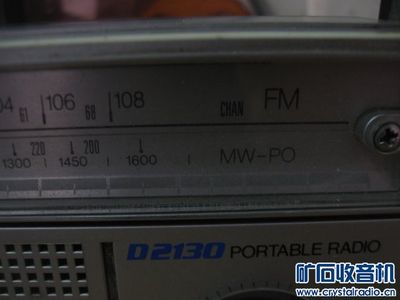 04 106 108 FM
61 68 CHAN
220 200
1300 1450 1600 MW-PO
D2130 PORTABLE RADIO
矿石收音机
www.crystalradio.cn